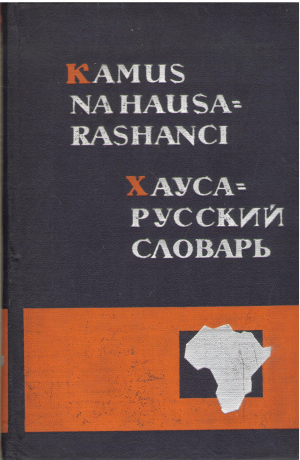 KAMUS
NA HAUSA=
RASHANCI
ХАУСА=
РУССКИЙ
СЛОВАРЬ